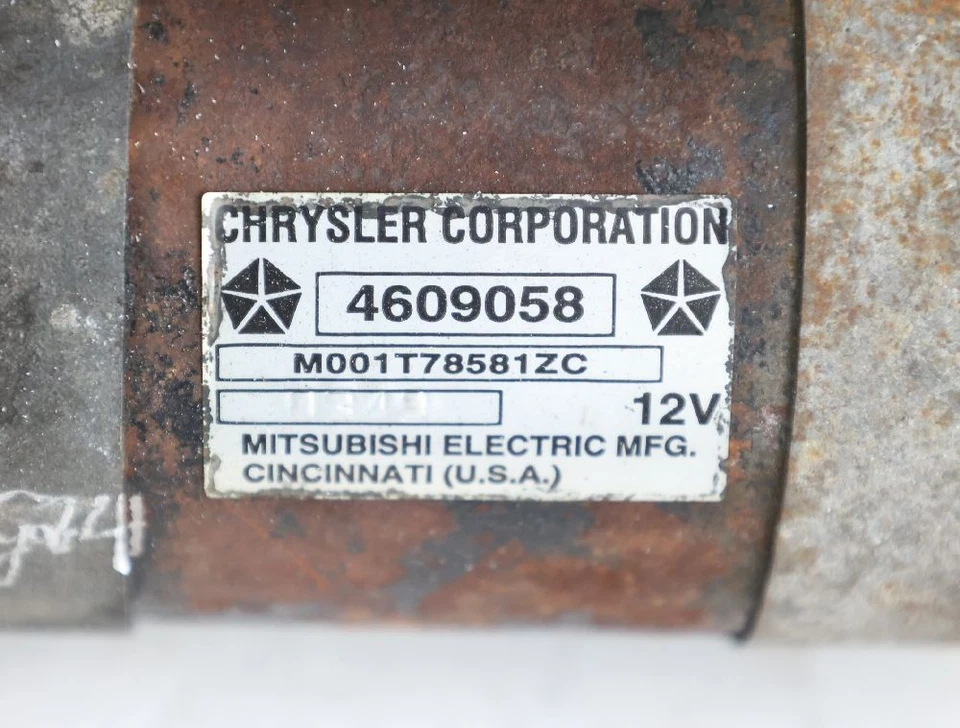 CHRYSLER CORPORATION
4609058
M001T78581ZC
12V
MITSUBISHI ELECTRIC MFG.
CINCINNATI (U.S.A.)